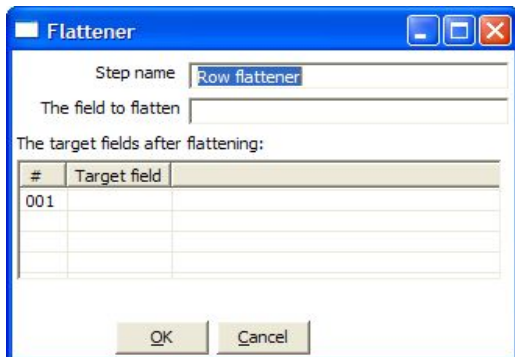 Flattener
Step name Row flattener
The field to flatten
The target fields after flattening:
# Target field
001
OK Cancel